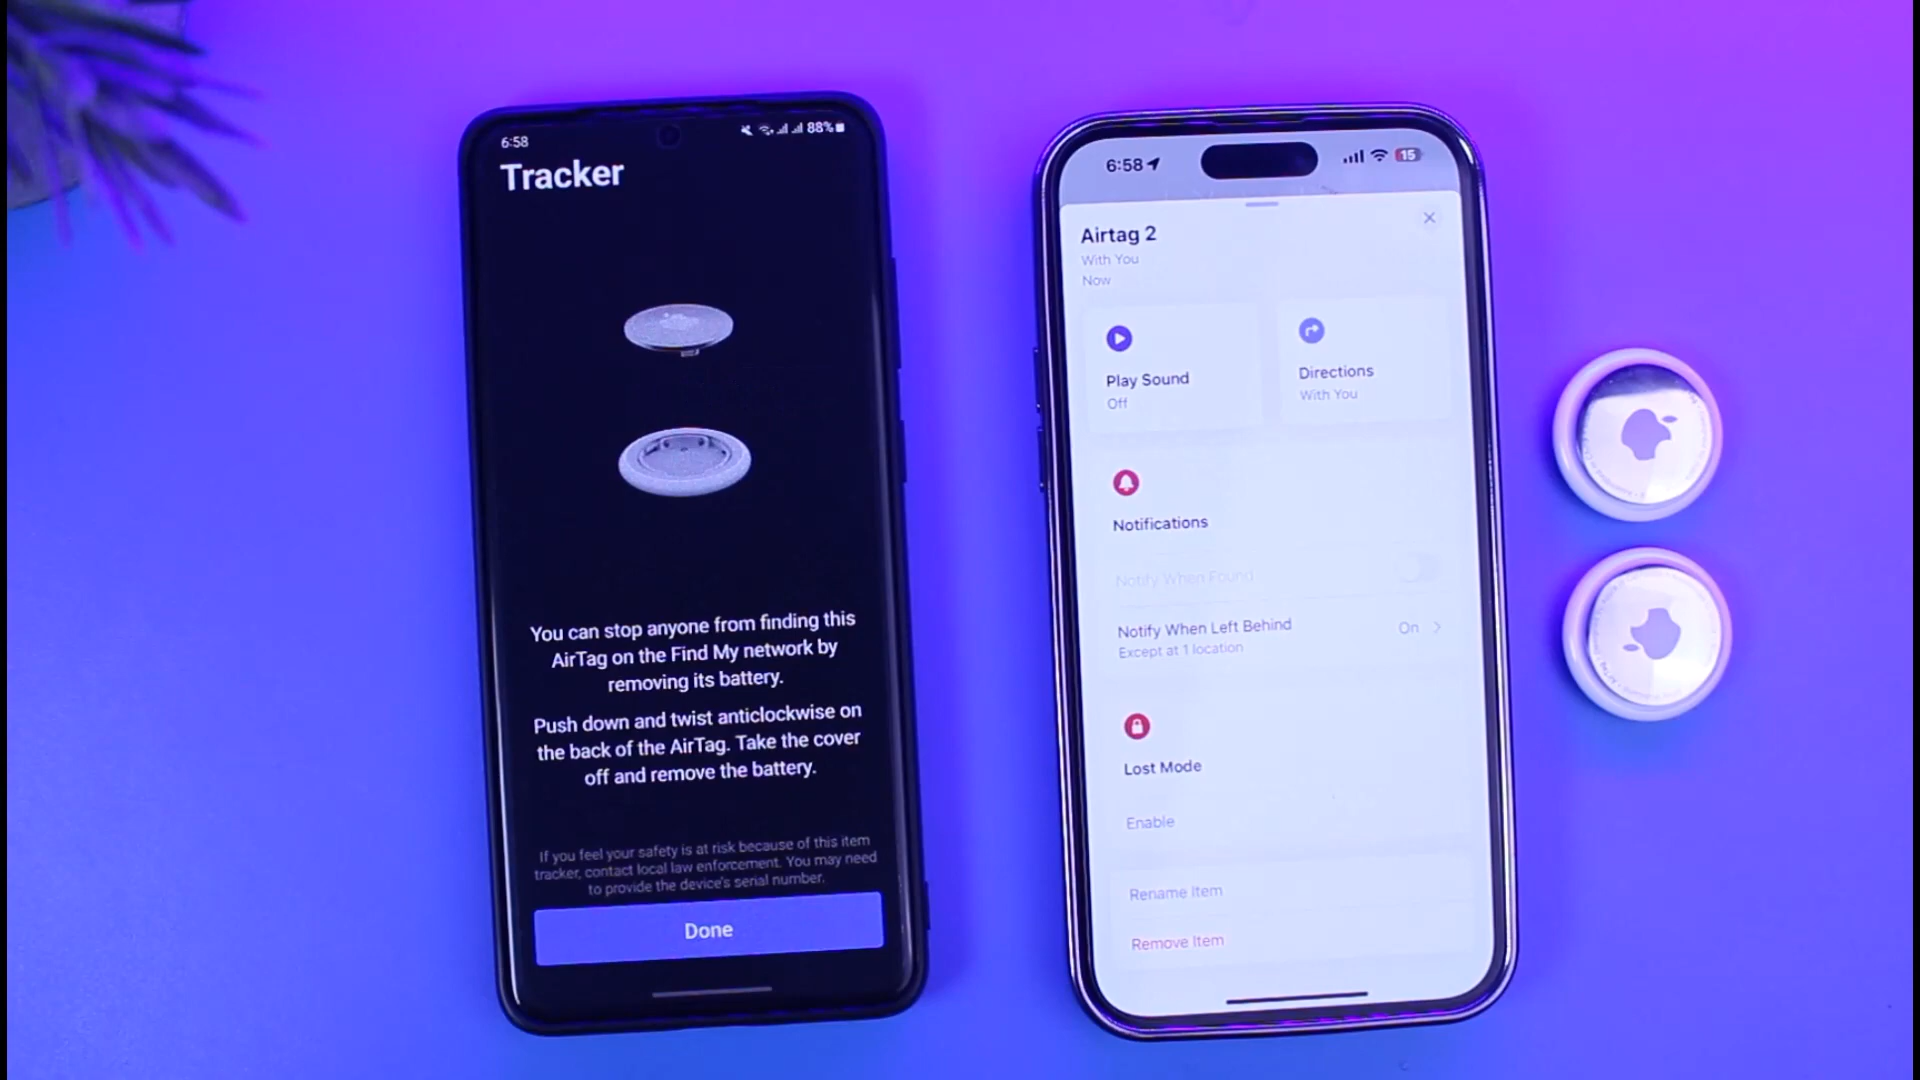 6:58
88%
Tracker
You can stop anyone from finding this
AirTag on the Find My network by
removing its battery.
Push down and twist anticlockwise on
the back of the AirTag. Take the cover
off and remove the battery.
If you feel your safety is at risk because of this item
tracker, contact local law enforcement. You may need
to provide the device's serial number.
Done
6:58
15
Airtag 2
With You
Now
Play Sound
Off
Directions
With You
Notifications
Notify When Found
Notify When Left Behind
On
Except at 1 location
Lost Mode
Enable
Rename Item
Remove Item